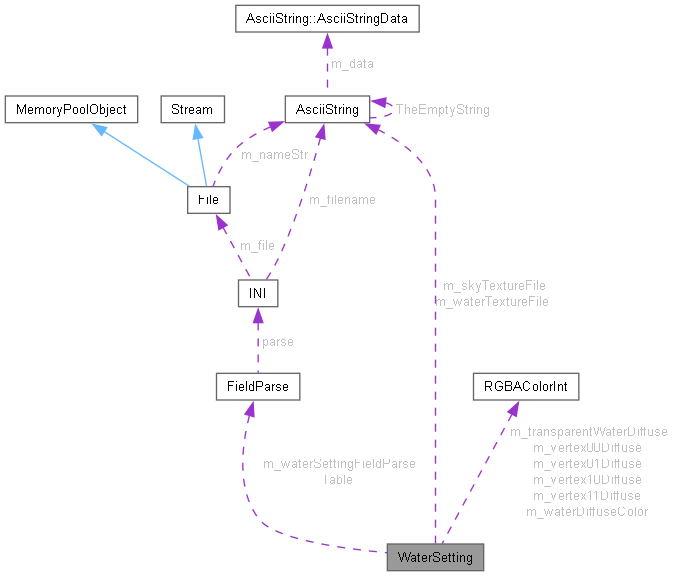 AsciiString::AsciiStringData
m_data
MemoryPoolObject
Stream
AsciiString
TheEmptyString
m_nameStr
File
m_filename
m_file
INI
m_skyTextureFile
m_waterTextureFile
parse
FieldParse
RGBAColorInt
m_transparentWaterDiffuse
m_vertex00Diffuse
m_vertex01Diffuse
m_vertex10Diffuse
m_vertex11Diffuse
m_waterDiffuseColor
m_waterSettingFieldParse
Table
WaterSetting